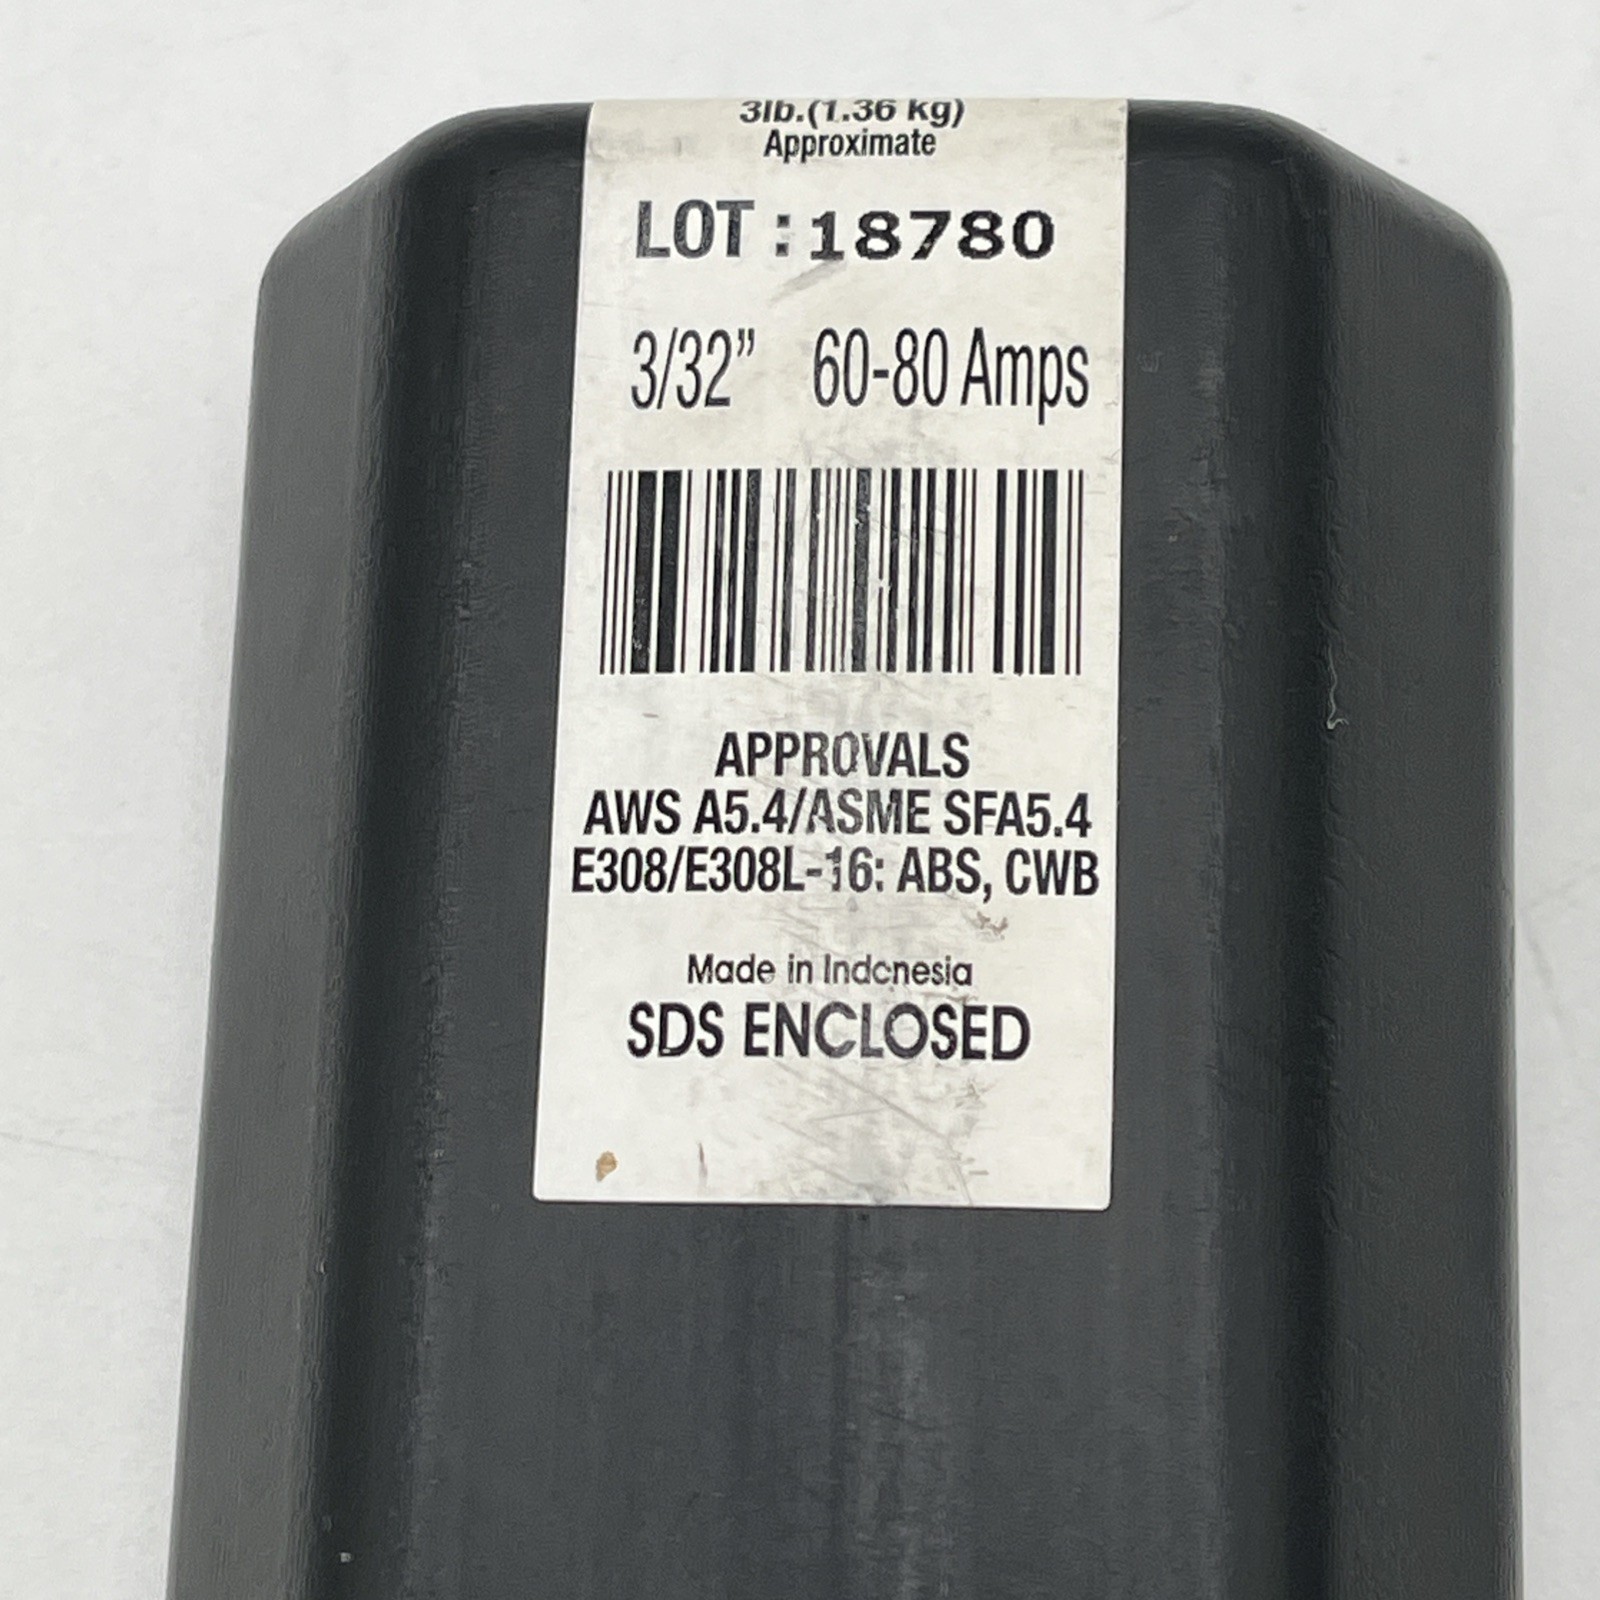 3lb.(1.36 kg)
Approximate
LOT :18780
3/32” 60-80 Amps
APPROVALS
AWS A5.4/ASME SFA5.4
E308/E308L-16: ABS, CWB
Made in Indonesia
SDS ENCLOSED